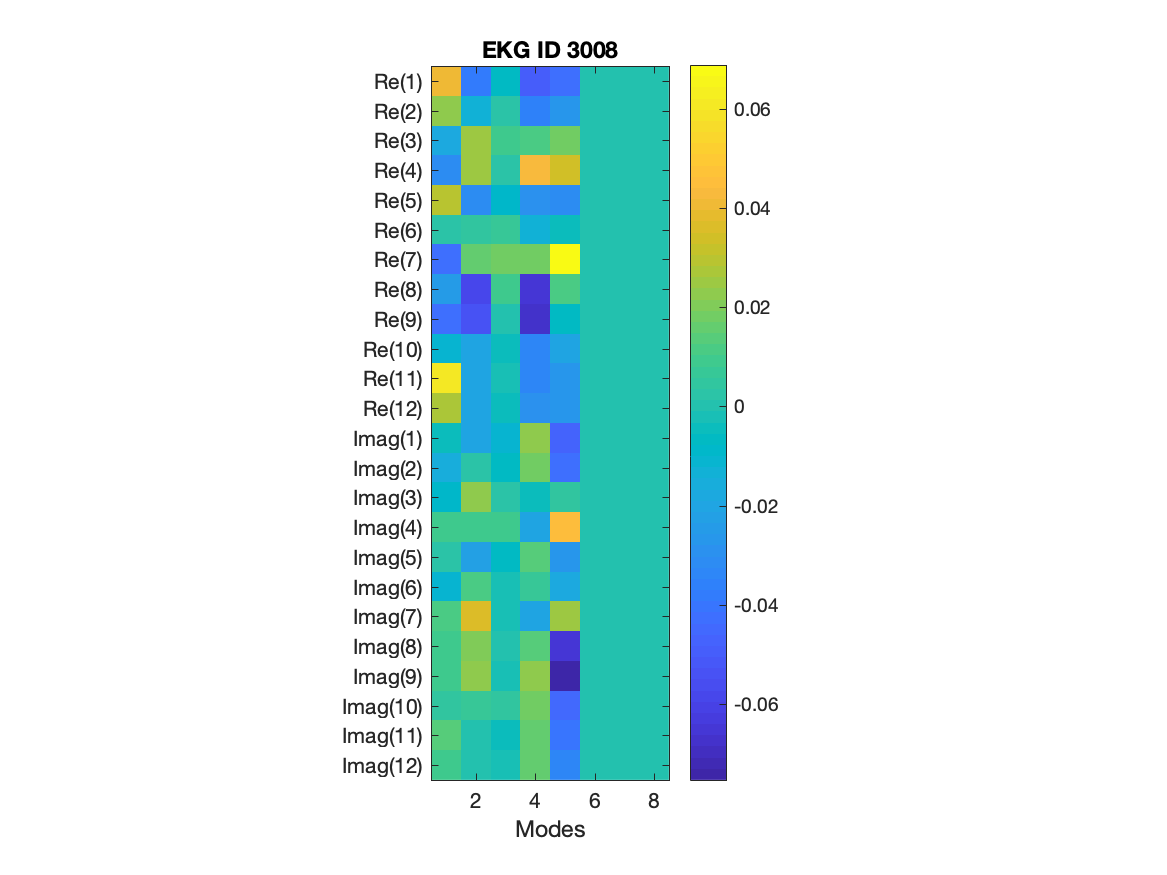 EKG ID 3008
Re(1)
Re(2)
Re(3)
Re(4)
Re(5)
Re(6)
Re(7)
Re(8)
Re(9)
Re(10)
Re(11)
Re(12)
Imag(1)
Imag(2)
Imag(3)
Imag(4)
Imag(5)
Imag(6)
Imag(7)
Imag(8)
Imag(9)
Imag(10)
Imag(11)
Imag(12)
2 4 6 8
Modes
0.06
0.04
0.02
0
-0.02
-0.04
-0.06